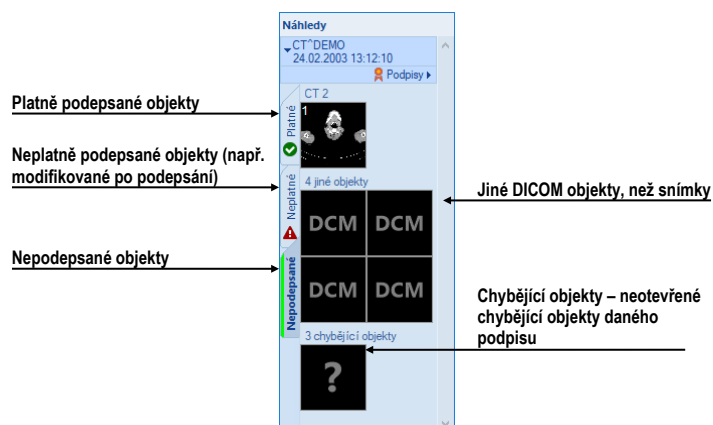 Náhledy
CT^DEMO
24.02.2003 13:12:10
Podpisy
CT 2
1
Platné
Neplatné
Nepodepsané
4 jiné objekty
DCM DCM
DCM DCM
3 chybějící objekty
?
Platně podepsané objekty
Neplatně podepsané objekty (např.
modifikované po podepsání)
Nepodepsané objekty
Jiné DICOM objekty, než snímky
Chybějící objekty – neotevřené
chybějící objekty daného
podpisu